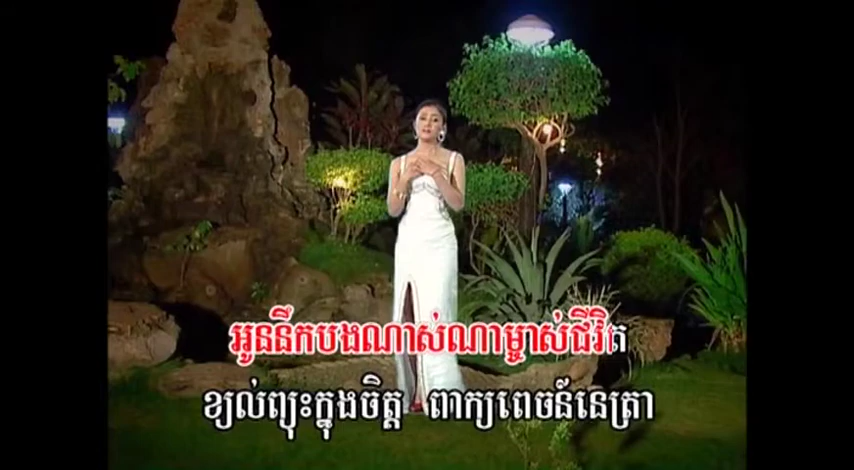 អូននឹកបងណាស់ណាម្ចាស់ជីវិត
ខ្យល់ព្យុះក្នុងចិត្ត ពាក្យពេចន៍នេត្រា